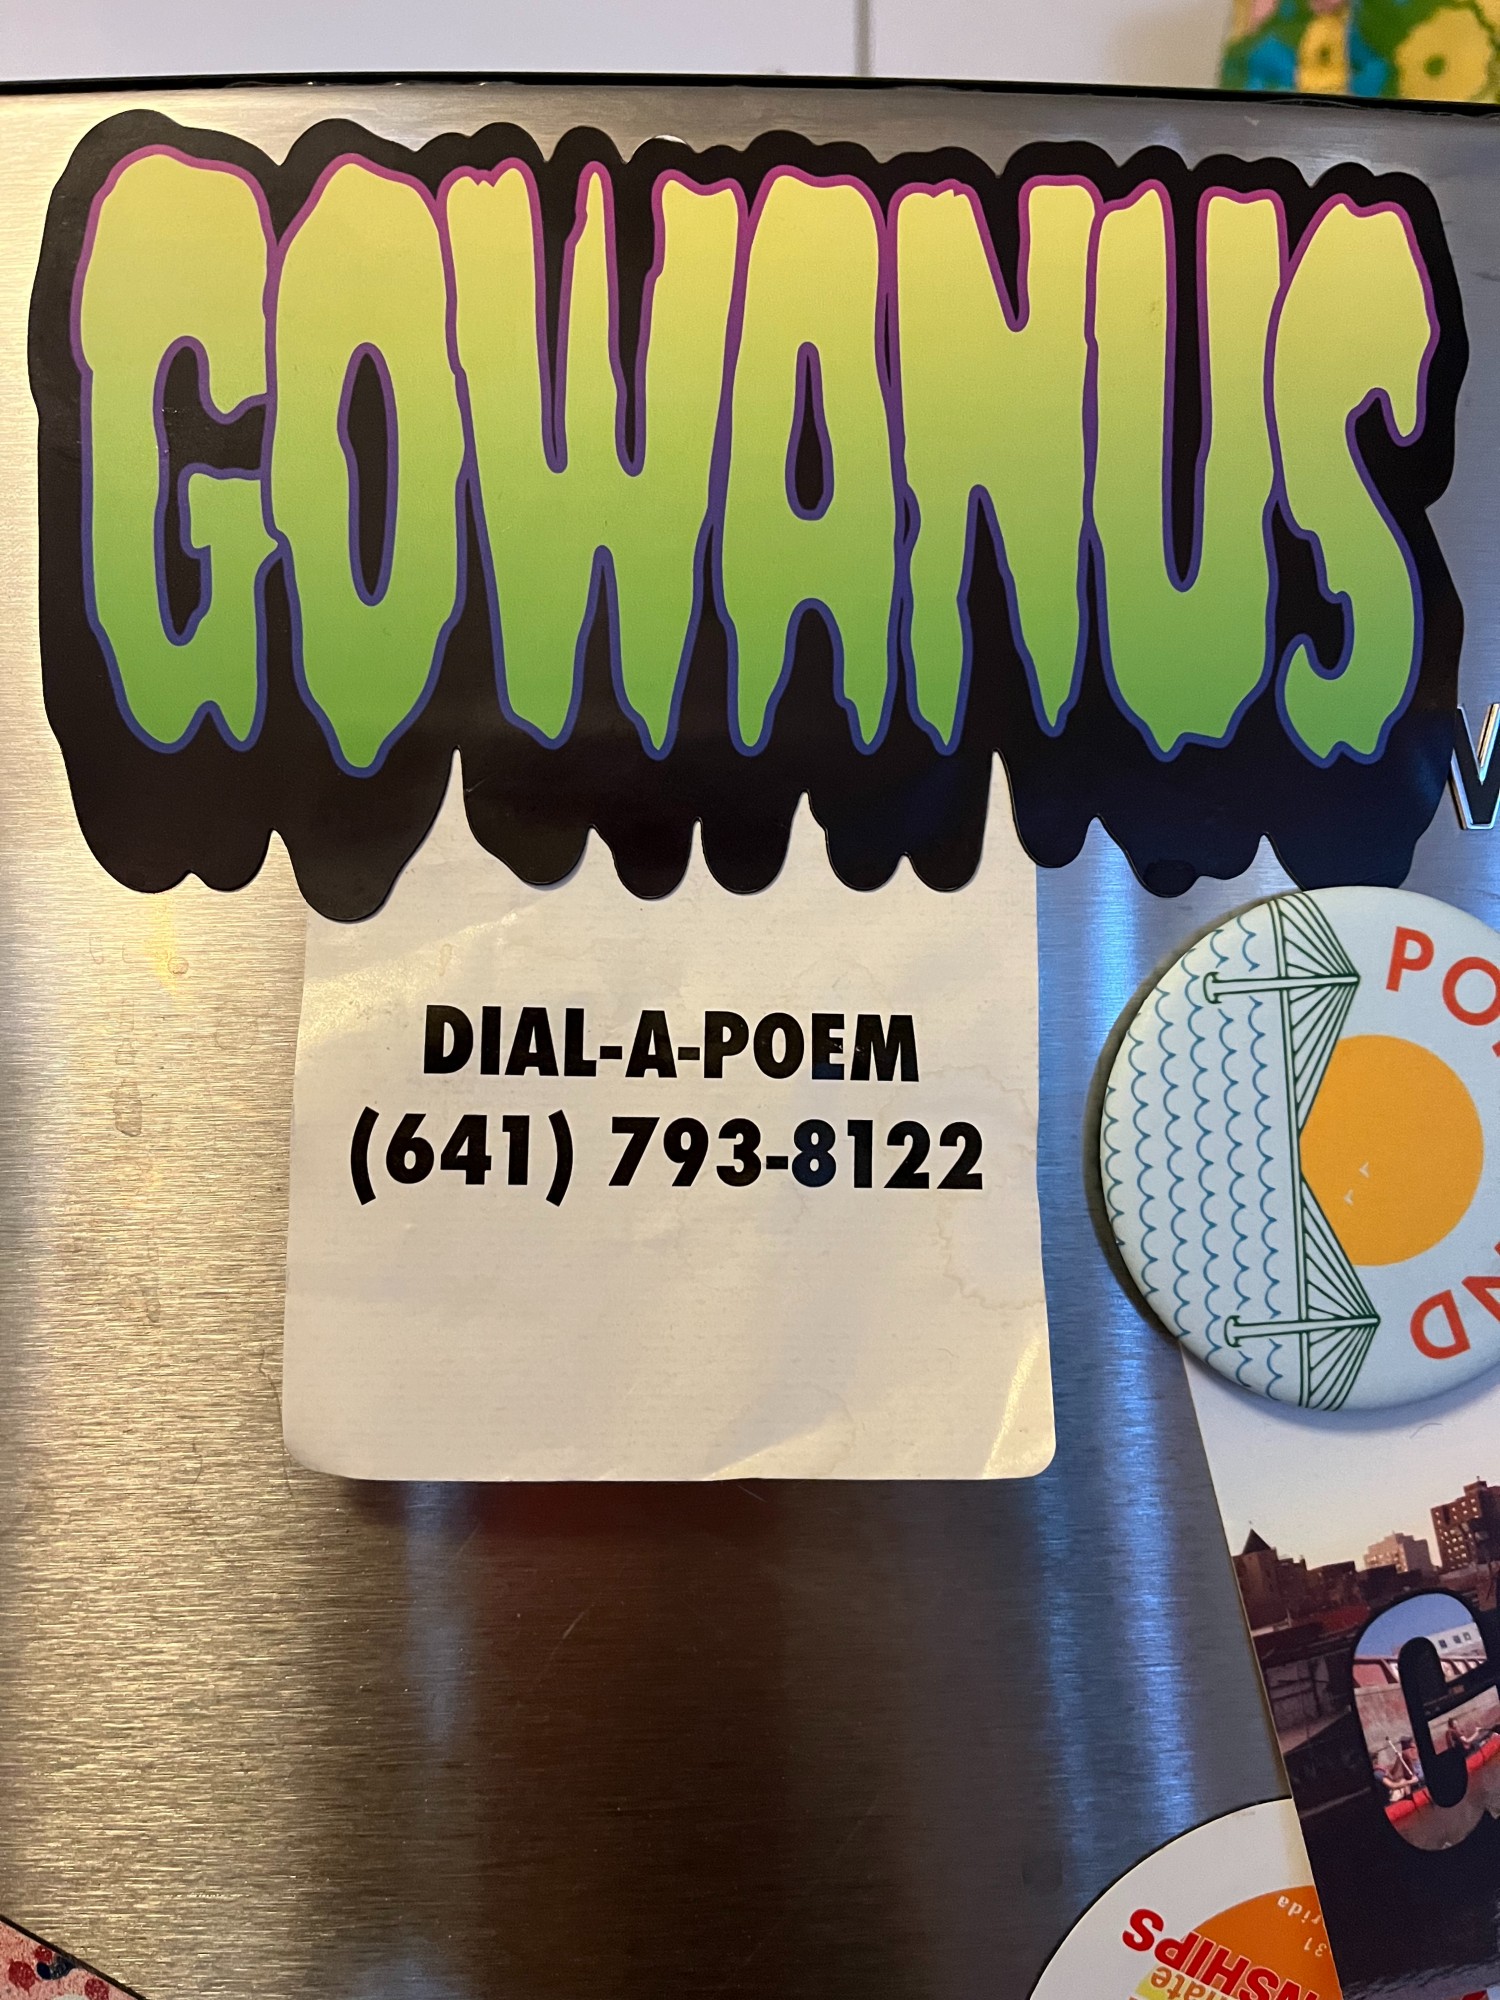 GOWANUS
DIAL-A-POEM
(641) 793-8122